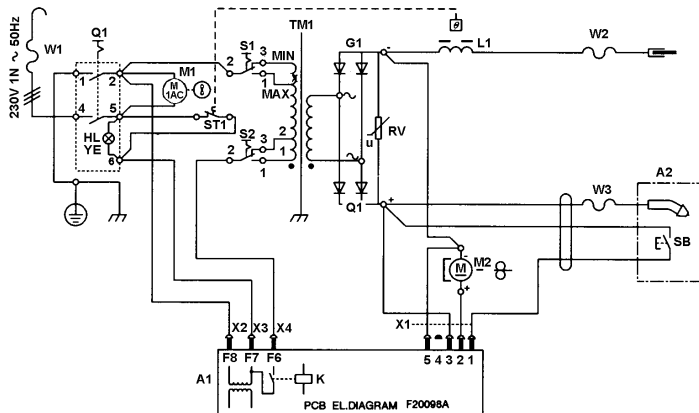 230V 1N ~ 50Hz
W1
Q1
1
2
4
5
6
HL
YE
M1
M
1AC
ST1
θ
TM1
S1
2
3
1
MIN
MAX
S2
2
3
1
2
1
G1
Q1
-
+
u
RV
L1
W2
W3
A2
SB
M2
M
-
+
X1
X2
X3
X4
F8
F7
F6
5
4
3
2
1
A1
K
PCB EL.DIAGRAM F20098A